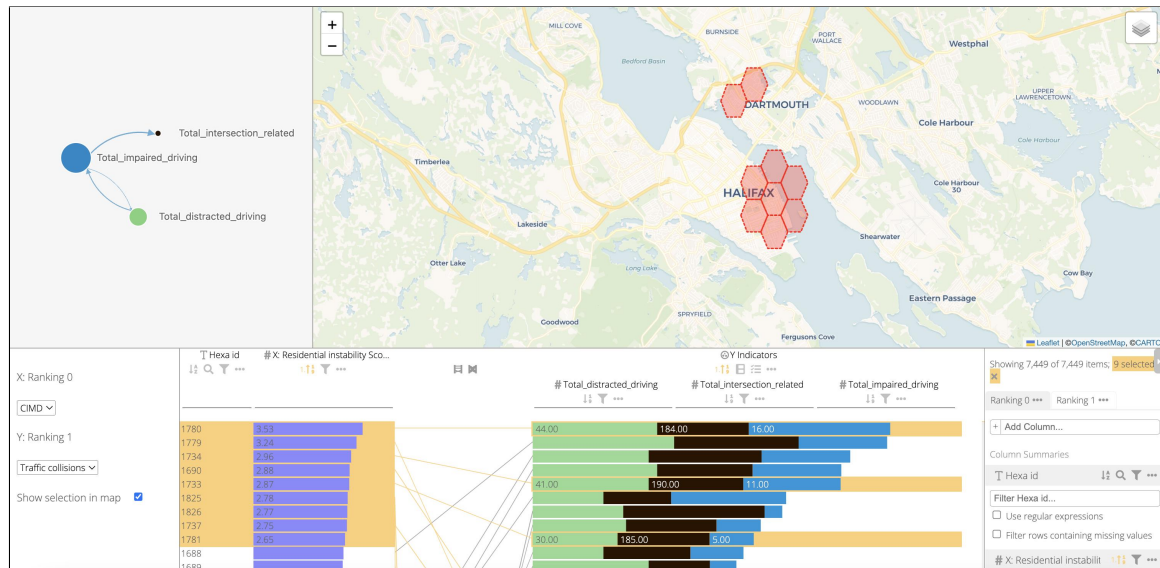 Total_intersection_related
Total_impaired_driving
Total_distracted_driving
+
−
MILL COVE
BURNSIDE
PORT
WALLACE
Westphal
Bedford Basin
UPPER
LAWRENCETOWN
DARTMOUTH
WOODLAWN
Cole Harbour
Cole Harbour
Timberlea
HALIFAX
Cole Harbour
30
Lakeside
Shearwater
Otter Lake
Long Lake
Cow Bay
Eastern Passage
SPRYFIELD
Goodwood
Fergusons Cove
Leaflet | ©OpenStreetMap, ©CARTO
X: Ranking 0
CIMD
Y: Ranking 1
Traffic collisions
Show selection in map
Hexa id
# X: Residential instability Sco...
Y Indicators
# Total_distracted_driving
# Total_intersection_related
# Total_impaired_driving
1780 3.53 44.00 184.00 16.00
1779 3.24
1734 2.96
1690 2.88
1733 2.87 41.00 190.00 11.00
1825 2.78
1826 2.77
1737 2.75
1781 2.65 30.00 185.00 5.00
1688
1689
Showing 7,449 of 7,449 items; 9 selected
Ranking 0 ••• Ranking 1 •••
+ Add Column...
Column Summaries
Hexa id
Filter Hexa id...
Use regular expressions
Filter rows containing missing values
# X: Residential instabilit